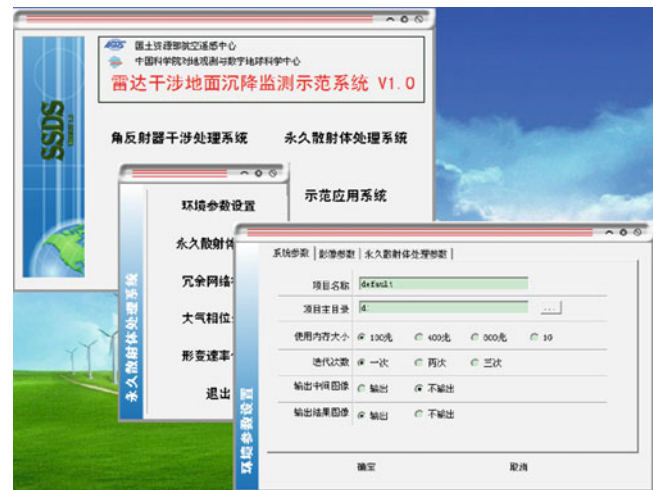 国土资源部航空遥感中心
中国科学院对地观测与数字地球科学中心
雷达干涉地面沉降监测示范系统 V1.0
SSDS
角反射器干涉处理系统
永久散射体处理系统
示范应用系统
永久散射体处理系统
环境参数设置
永久散射体
冗余网络
大气相位
形变速率
退出
环境参数设置
系统参数 影像参数 永久散射体处理参数
项目名称 default
项目主目录 d: ...
使用内存大小 100兆 400兆 800兆 1G
迭代次数 一次 两次 三次
输出中间图像 输出 不输出
输出结果图像 输出 不输出
确定 取消